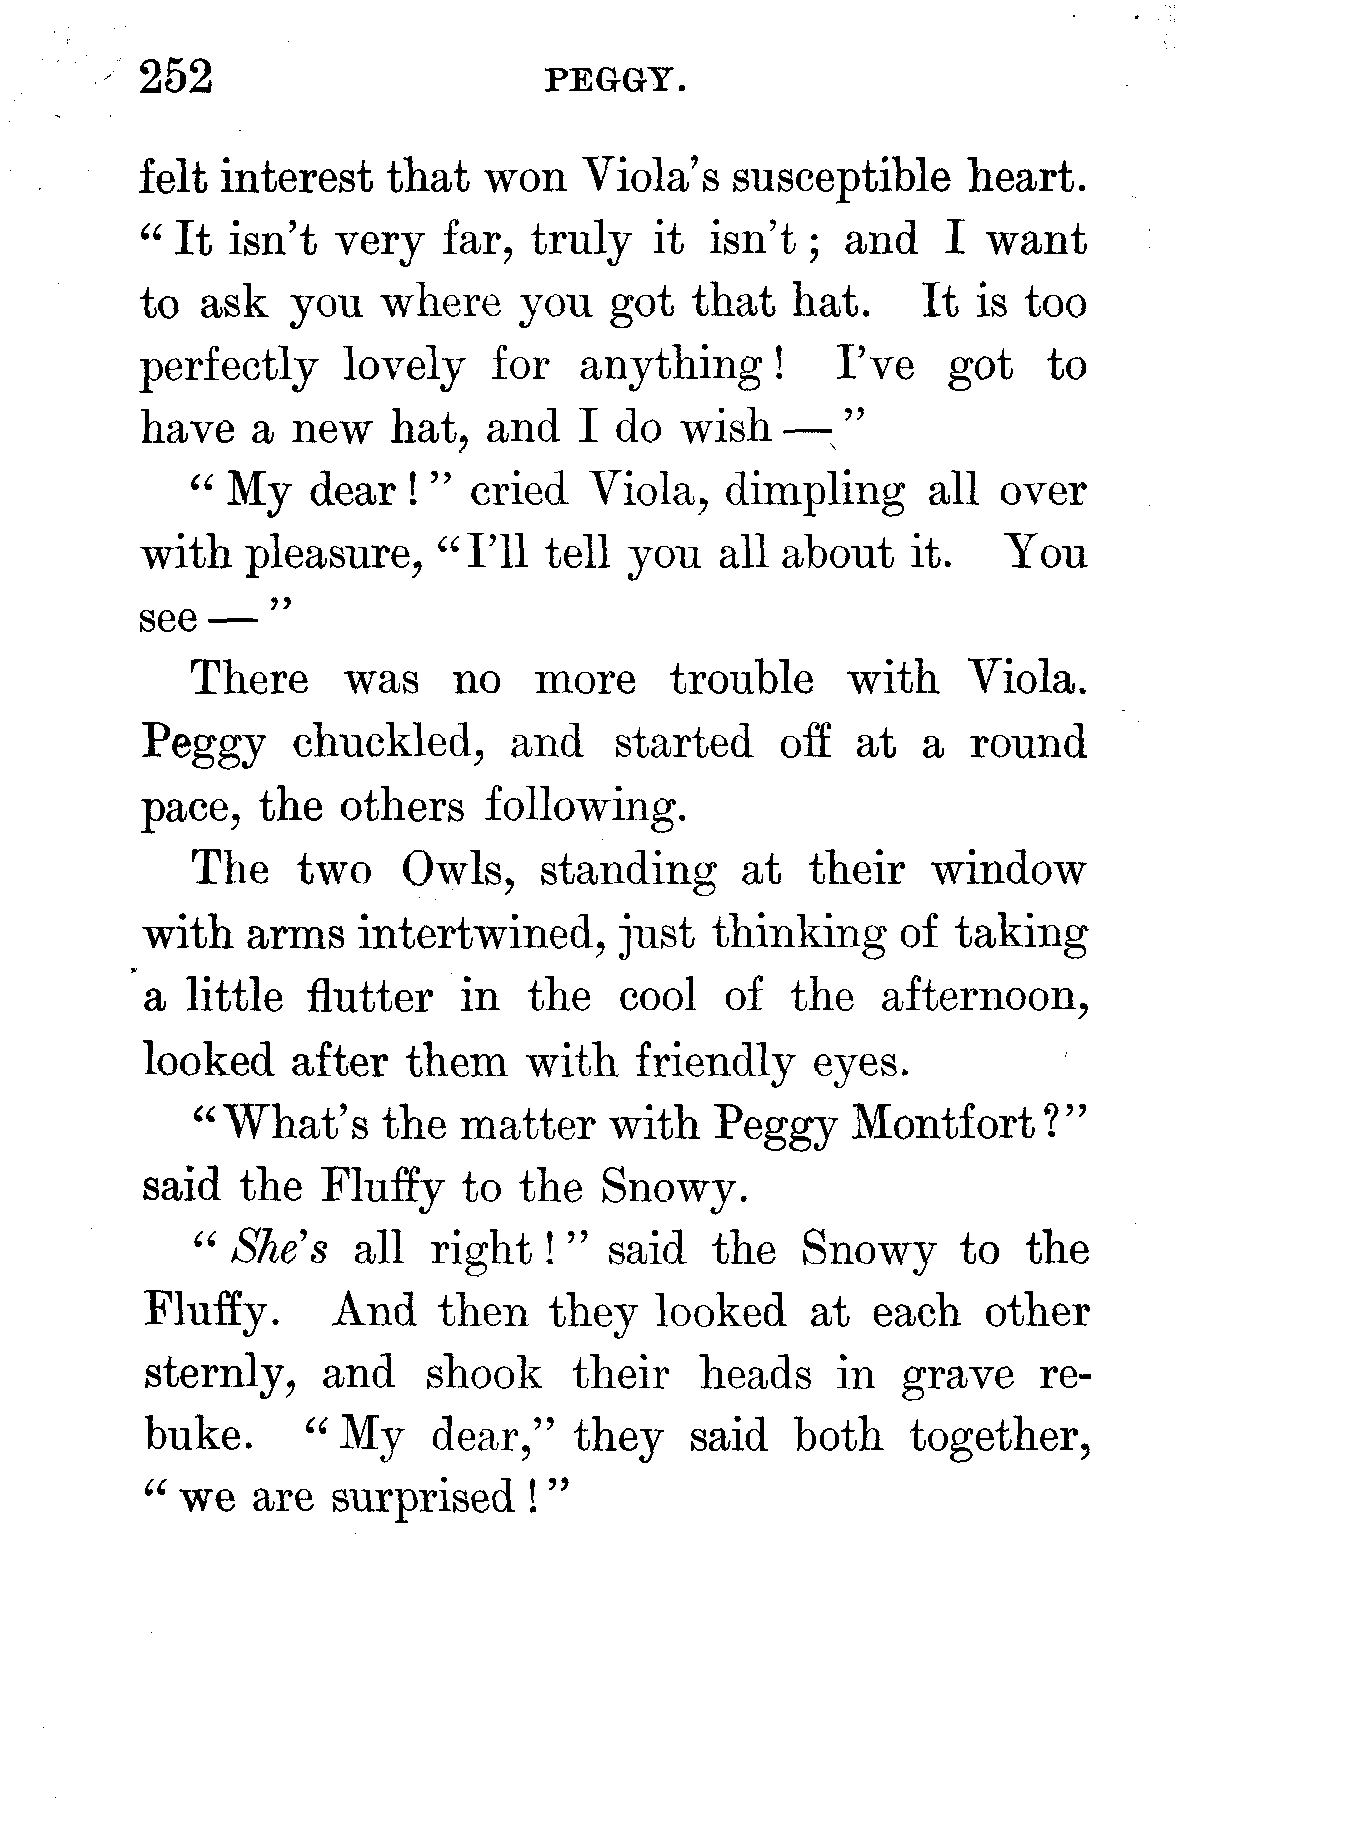 252 PEGGY.
felt interest that won Viola's susceptible heart.
" It isn't very far, truly it isn't ; and I want
to ask you where you got that hat. It is too
perfectly lovely for anything ! I've got to
have a new hat, and I do wish — "
" My dear ! " cried Viola, dimpling all over
with pleasure, "I'll tell you all about it. You
see — "
There was no more trouble with Viola.
Peggy chuckled, and started off at a round
pace, the others following.
The two Owls, standing at their window
with arms intertwined, just thinking of taking
a little flutter in the cool of the afternoon,
looked after them with friendly eyes.
"What's the matter with Peggy Montfort ?"
said the Fluffy to the Snowy.
" She's all right ! " said the Snowy to the
Fluffy. And then they looked at each other
sternly, and shook their heads in grave re-
buke. " My dear," they said both together,
" we are surprised ! "